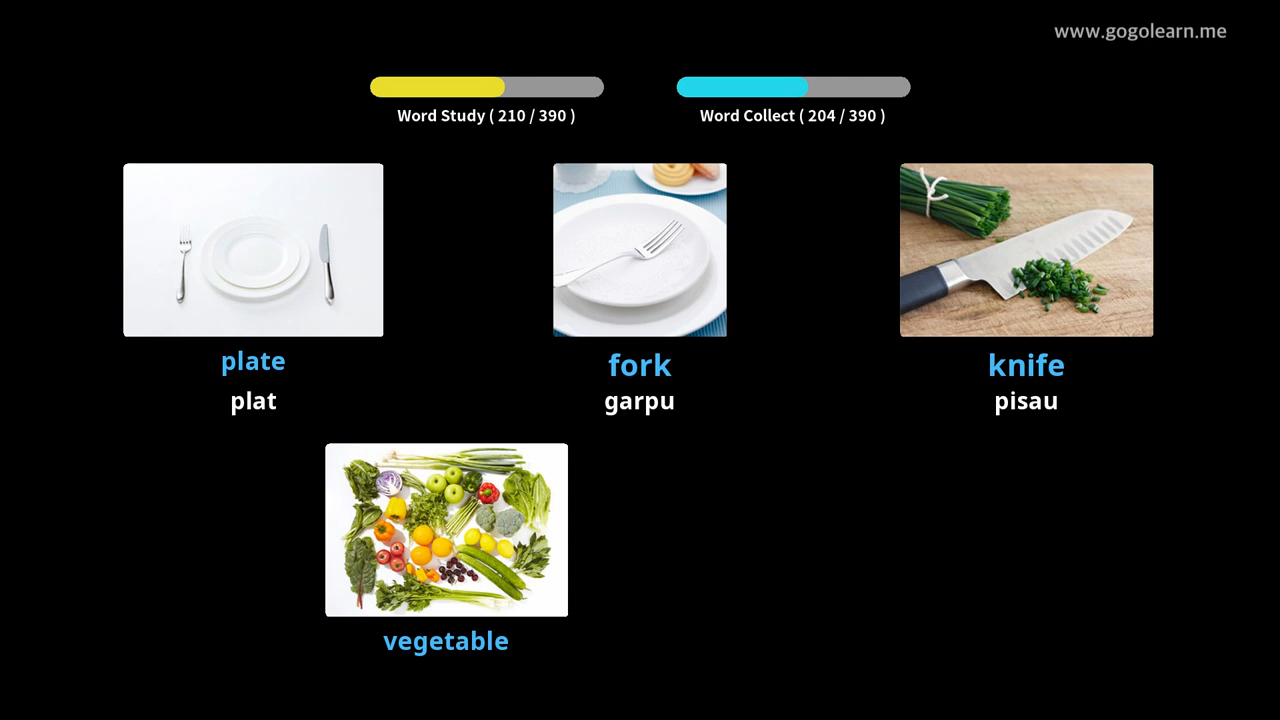 www.gogolearn.me
Word Study ( 210 / 390 )
Word Collect ( 204 / 390 )
plate
plat
fork
garpu
knife
pisau
vegetable